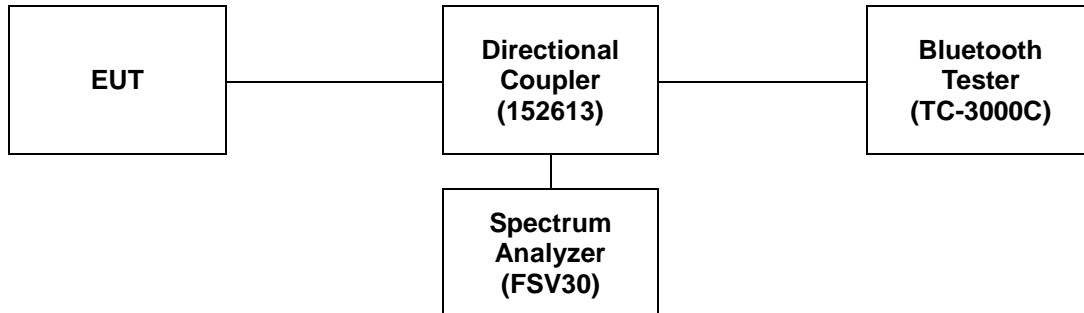 EUT
Directional
Coupler
(152613)
Bluetooth
Tester
(TC-3000C)
Spectrum
Analyzer
(FSV30)